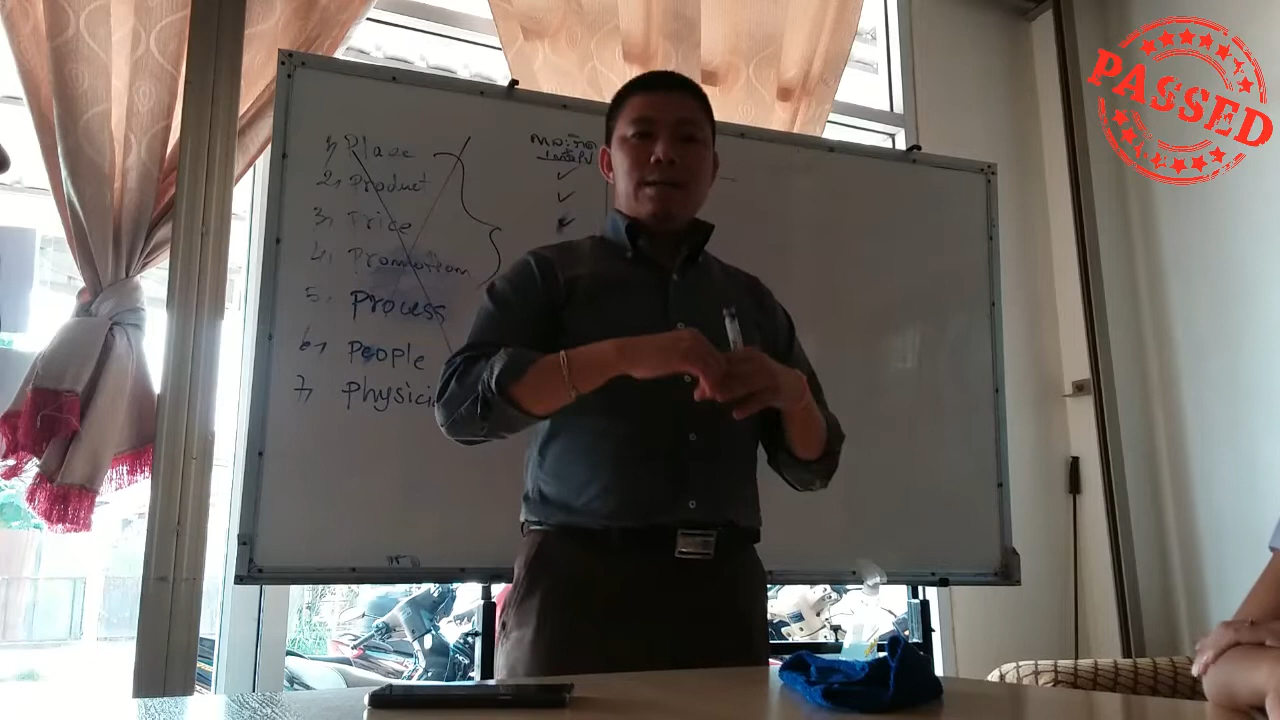 1, Place
2, Product
3, Price
4, Promotion
5, Process
6, People
7, Physici
PASSED